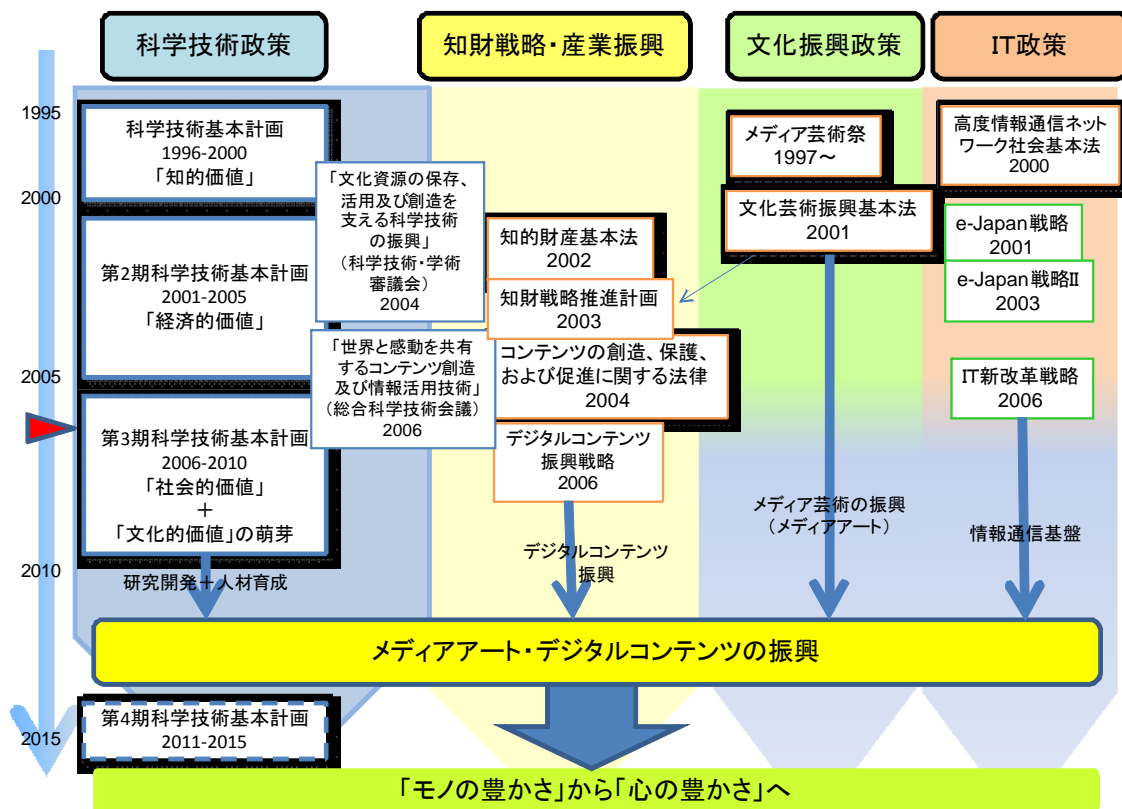 科学技術政策
知財戦略・産業振興
文化振興政策
IT政策
1995
2000
2005
2010
2015
科学技術基本計画
1996-2000
「知的価値」
第2期科学技術基本計画
2001-2005
「経済的価値」
第3期科学技術基本計画
2006-2010
「社会的価値」
＋
「文化的価値」の萌芽
研究開発＋人材育成
「文化資源の保存、
活用及び創造を
支える科学技術
の振興」
（科学技術・学術
審議会）
2004
「世界と感動を共有
するコンテンツ創造
及び情報活用技術」
（総合科学技術会議）
2006
知的財産基本法
2002
知財戦略推進計画
2003
コンテンツの創造、保護、
および促進に関する法律
2004
デジタルコンテンツ
振興戦略
2006
デジタルコンテンツ
振興
メディア芸術祭
1997～
文化芸術振興基本法
2001
メディア芸術の振興
（メディアアート）
高度情報通信ネット
ワーク社会基本法
2000
e-Japan戦略
2001
e-Japan戦略Ⅱ
2003
IT新改革戦略
2006
情報通信基盤
メディアアート・デジタルコンテンツの振興
第4期科学技術基本計画
2011-2015
「モノの豊かさ」から「心の豊かさ」へ